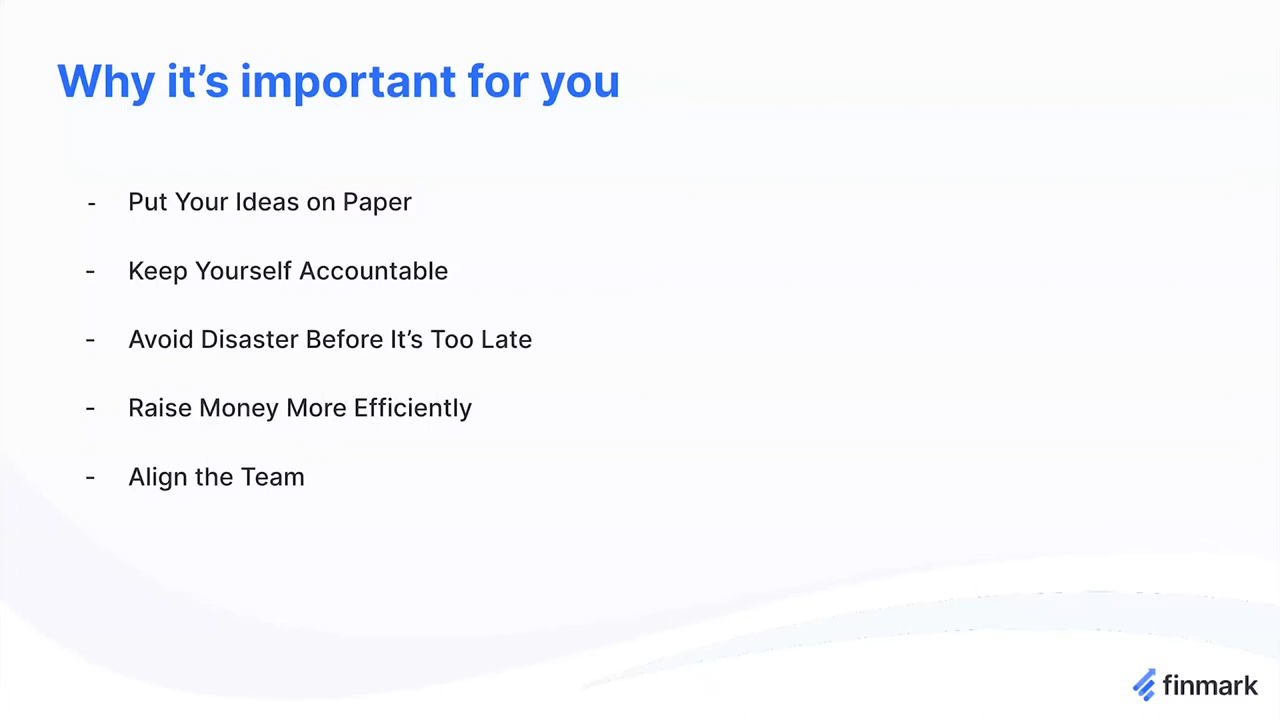 Why it’s important for you
- Put Your Ideas on Paper
- Keep Yourself Accountable
- Avoid Disaster Before It’s Too Late
- Raise Money More Efficiently
- Align the Team
finmark